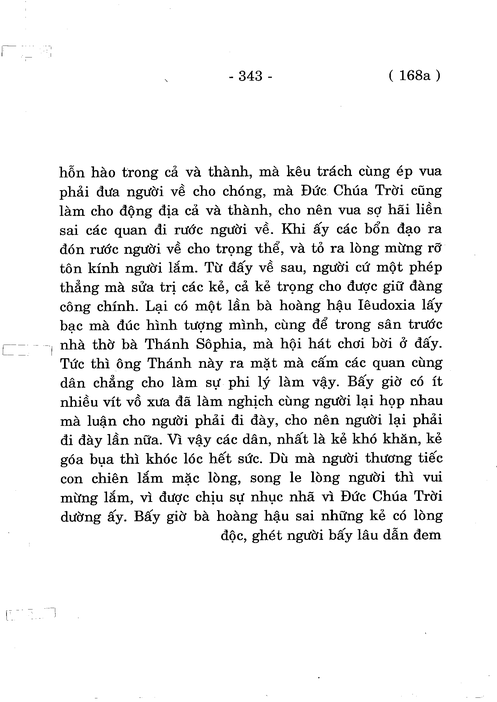 - 343 -
( 168a )
hỗn hào trong cả và thành, mà kêu trách cùng ép vua
phải đưa người về cho chóng, mà Đức Chúa Trời cũng
làm cho động địa cả và thành, cho nên vua sợ hãi liền
sai các quan đi rước người về. Khi ấy các bổn đạo ra
đón rước người về cho trọng thể, và tỏ ra lòng mừng rỡ
tôn kính người lắm. Từ đấy về sau, người cứ một phép
thẳng mà sửa trị các kẻ, cả kẻ trọng cho được giữ đàng
công chính. Lại có một lần bà hoàng hậu Iêudoxia lấy
bạc mà đúc hình tượng mình, cùng để trong sân trước
nhà thờ bà Thánh Sôphia, mà hội hát chơi bời ở đấy.
Tức thì ông Thánh này ra mặt mà cấm các quan cùng
dân chẳng cho làm sự phi lý làm vậy. Bấy giờ có ít
nhiều vít vồ xưa đã làm nghịch cùng người lại họp nhau
mà luận cho người phải đi đày, cho nên người lại phải
đi đày lần nữa. Vì vậy các dân, nhất là kẻ khó khăn, kẻ
góa bụa thì khóc lóc hết sức. Dù mà người thương tiếc
con chiên lắm mặc lòng, song le lòng người thì vui
mừng lắm, vì được chịu sự nhục nhã vì Đức Chúa Trời
dường ấy. Bấy giờ bà hoàng hậu sai những kẻ có lòng
độc, ghét người bấy lâu dẫn đem